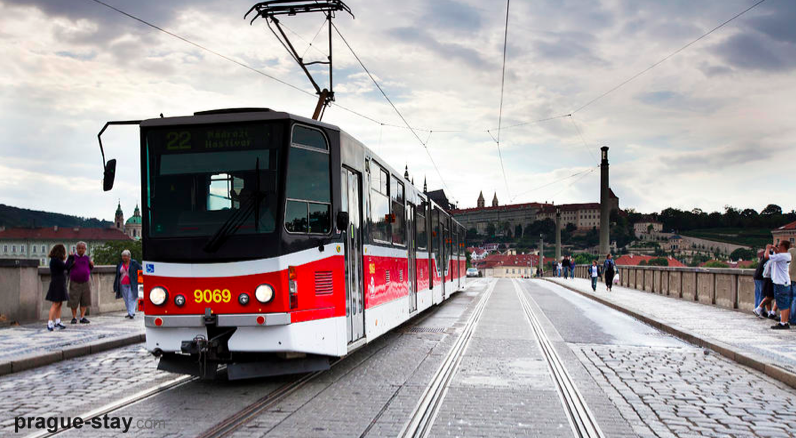 22
Nádraží
Hostivař
9069
prague-stay.com